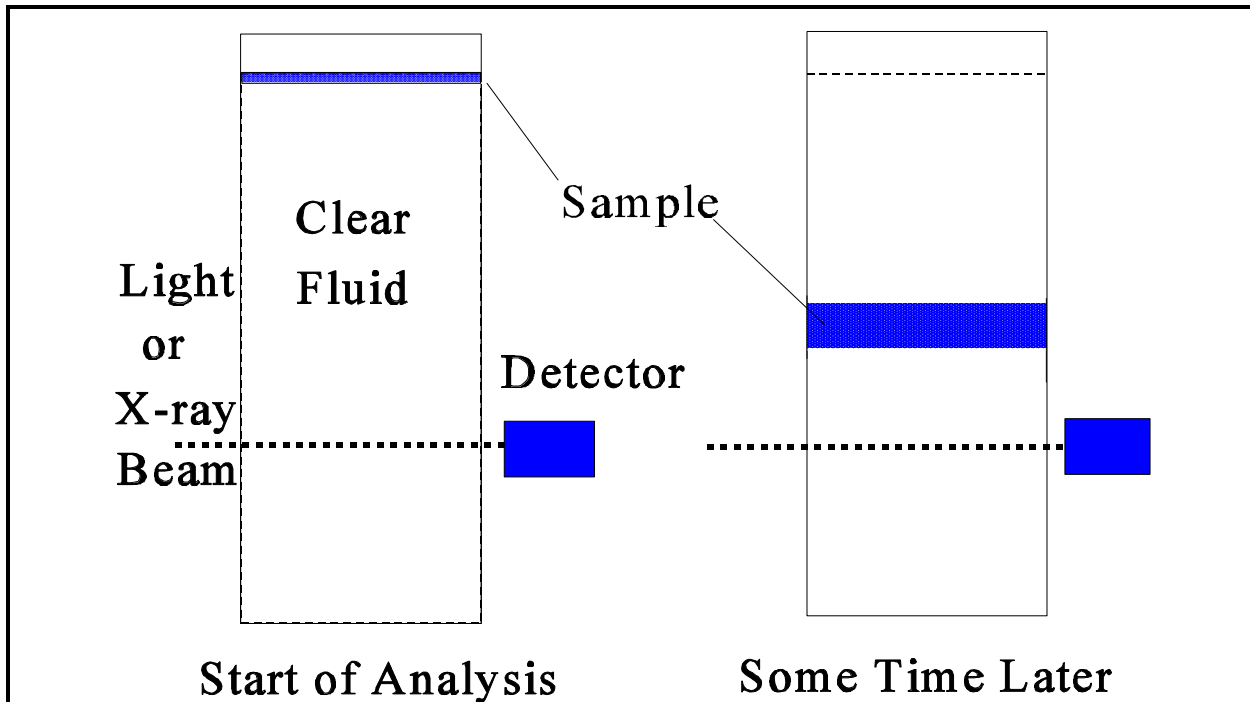 Clear
Fluid
Sample
Light
or
X-ray
Beam
Detector
Start of Analysis
Some Time Later